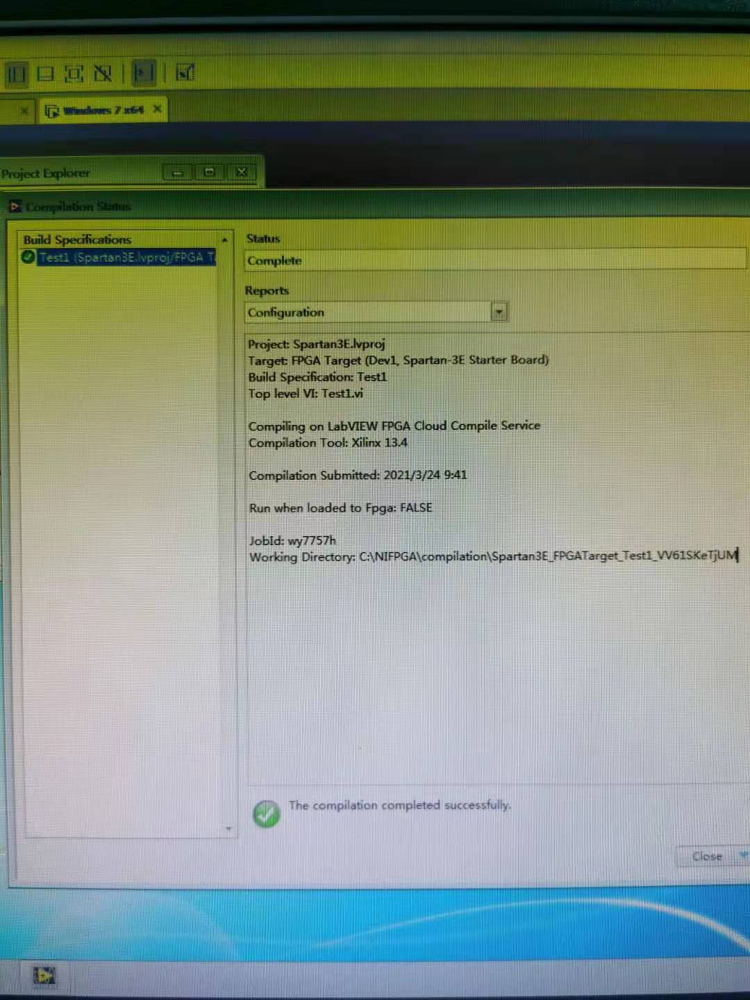 Windows 7 x64
Project Explorer
Compilation Status
Build Specifications
Test1 (Spartan3E.lvproj/FPGA T
Status
Complete
Reports
Configuration
Project: Spartan3E.lvproj
Target: FPGA Target (Dev1, Spartan-3E Starter Board)
Build Specification: Test1
Top level VI: Test1.vi
Compiling on LabVIEW FPGA Cloud Compile Service
Compilation Tool: Xilinx 13.4
Compilation Submitted: 2021/3/24 9:41
Run when loaded to Fpga: FALSE
JobId: wy7757h
Working Directory: C:\NIFPGA\compilation\Spartan3E_FPGATarget_Test1_VV61SKeTjUM
The compilation completed successfully.
Close